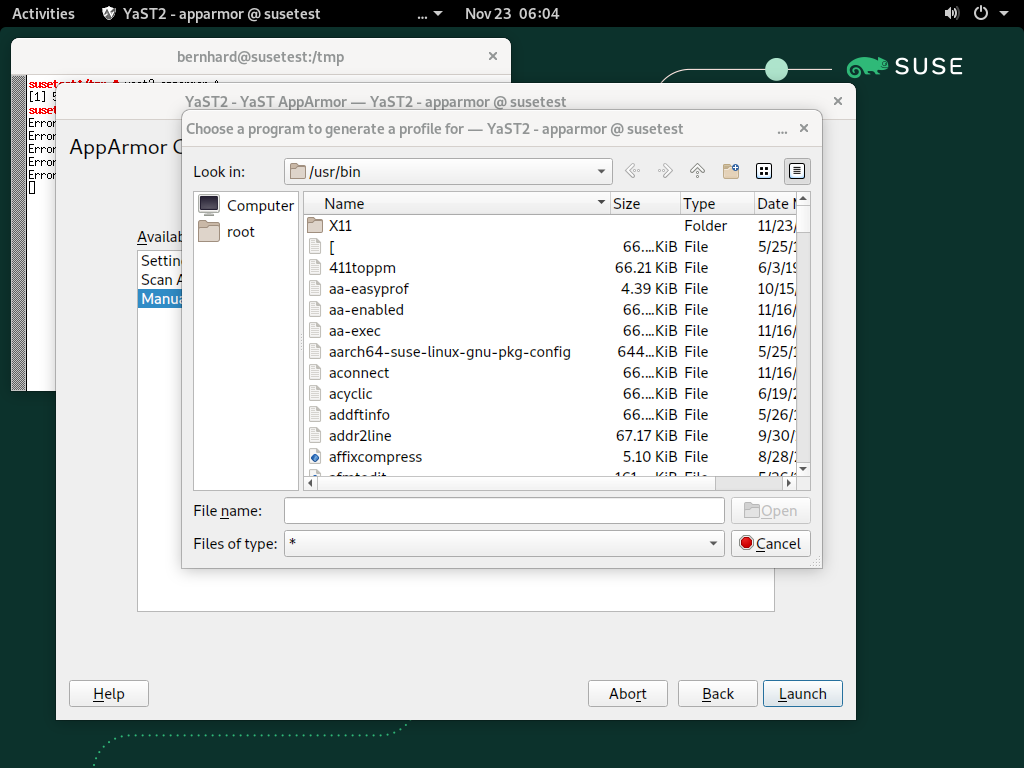 Activities YaST2 - apparmor @ susetest ... Nov 23 06:04
bernhard@susetest:/tmp
SUSE
[1] 5
Error
Error
Error
Error
Error
YaST2 - YaST AppArmor — YaST2 - apparmor @ susetest
AppArmor C
Choose a program to generate a profile for — YaST2 - apparmor @ susetest ...
Look in: /usr/bin
Computer
root
Name Size Type Date
X11 Folder 11/23/
[ 66....KiB File 5/25/1
411toppm 66.21 KiB File 6/3/19
aa-easyprof 4.39 KiB File 10/15/
aa-enabled 66....KiB File 11/16/
aa-exec 66....KiB File 11/16/
aarch64-suse-linux-gnu-pkg-config 644...KiB File 5/25/1
aconnect 66....KiB File 11/16/
acyclic 66....KiB File 6/19/2
addftinfo 66....KiB File 5/26/
addr2line 67.17 KiB File 9/30/
affixcompress 5.10 KiB File 8/28/
File name:
Open
Files of type: *
Cancel
Availab
Setting
Scan A
Manua
Help
Abort
Back
Launch